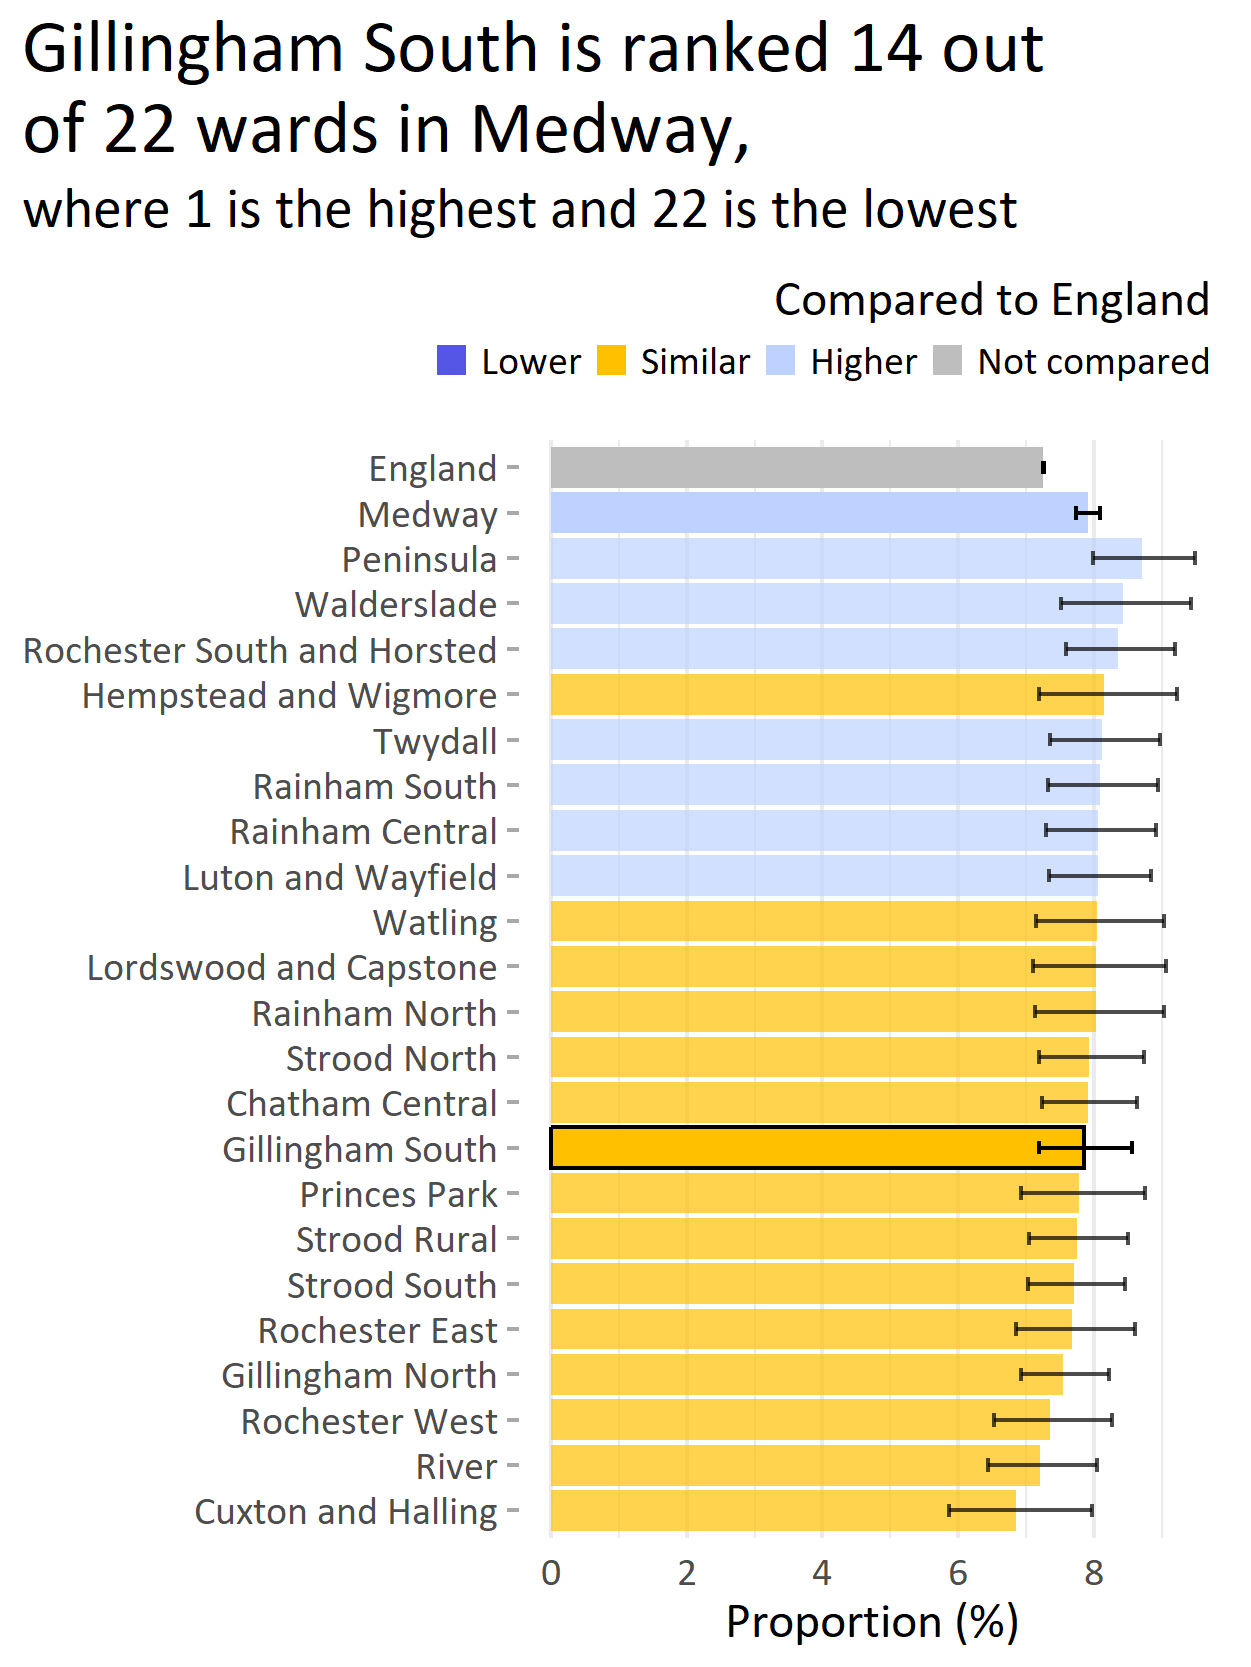 Gillingham South is ranked 14 out
of 22 wards in Medway,
where 1 is the highest and 22 is the lowest
Compared to England
Lower Similar Higher Not compared
England
Medway
Peninsula
Walderslade
Rochester South and Horsted
Hempstead and Wigmore
Twydall
Rainham South
Rainham Central
Luton and Wayfield
Watling
Lordswood and Capstone
Rainham North
Strood North
Chatham Central
Gillingham South
Princes Park
Strood Rural
Strood South
Rochester East
Gillingham North
Rochester West
River
Cuxton and Halling
0 2 4 6 8
Proportion (%)